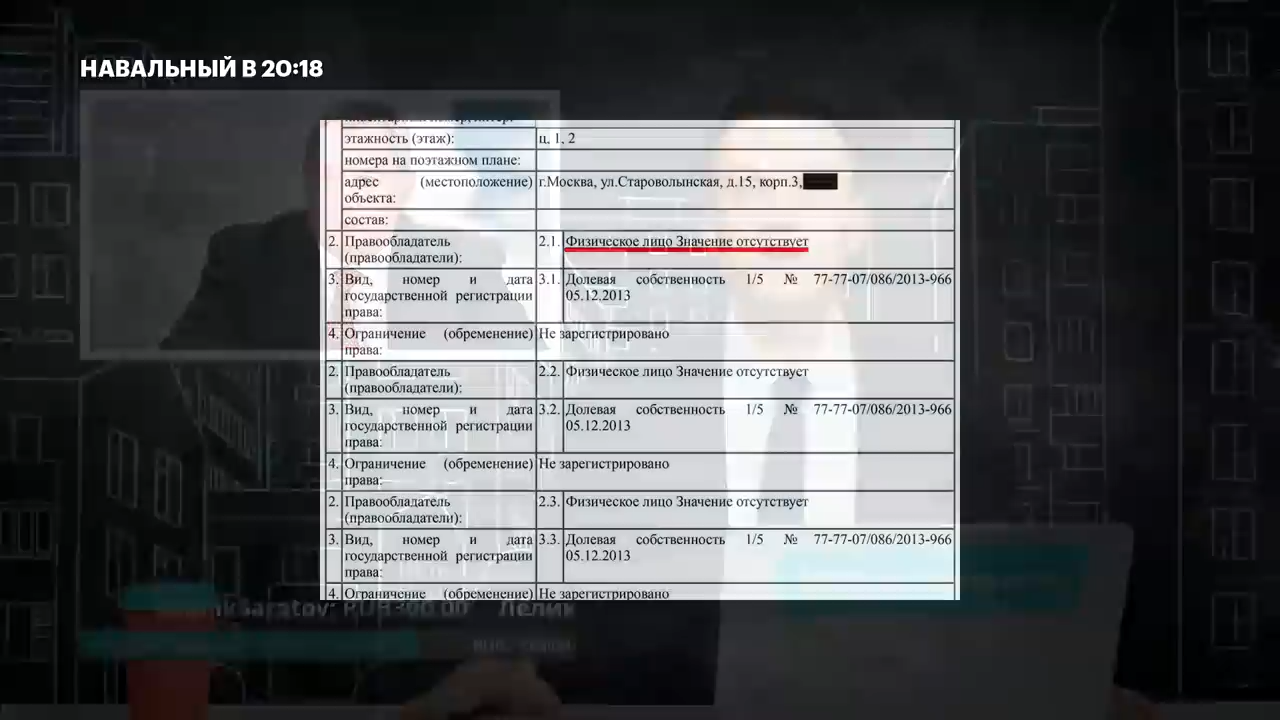 НАВАЛЬНЫЙ В 20:18
этажность (этаж): ц, 1, 2
номера на поэтажном плане:
адрес (местоположение) г.Москва, ул.Староволынская, д.15, корп.3,
объекта:
состав:
2. Правообладатель 2.1. Физическое лицо Значение отсутствует
(правообладатели):
3. Вид, номер и дата 3.1. Долевая собственность 1/5 № 77-77-07/086/2013-966
государственной регистрации 05.12.2013
права:
4. Ограничение (обременение) Не зарегистрировано
права:
2. Правообладатель 2.2. Физическое лицо Значение отсутствует
(правообладатели):
3. Вид, номер и дата 3.2. Долевая собственность 1/5 № 77-77-07/086/2013-966
государственной регистрации 05.12.2013
права:
4. Ограничение (обременение) Не зарегистрировано
права:
2. Правообладатель 2.3. Физическое лицо Значение отсутствует
(правообладатели):
3. Вид, номер и дата 3.3. Долевая собственность 1/5 № 77-77-07/086/2013-966
государственной регистрации 05.12.2013
права:
4. Ограничение (обременение) Не зарегистрировано